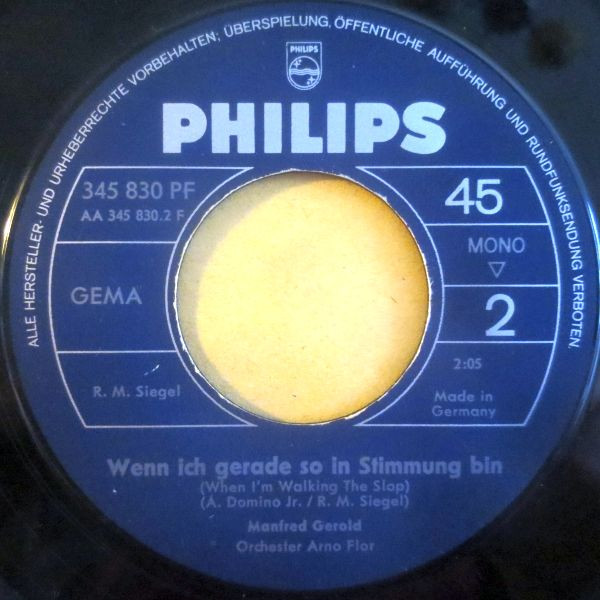 ALLE HERSTELLER- UND URHEBERRECHTE VORBEHALTEN; ÜBERSPIELUNG, ÖFFENTLICHE AUFFÜHRUNG UND RUNDFUNKSENDUNG VERBOTEN.
PHILIPS
PHILIPS
345 830 PF
AA 345 830.2 F
GEMA
R. M. Siegel
45
MONO
2
2:05
Made in
Germany
Wenn ich gerade so in Stimmung bin
(When I'm Walking The Slop)
(A. Domino Jr. / R. M. Siegel)
Manfred Gerold
Orchester Arno Flor